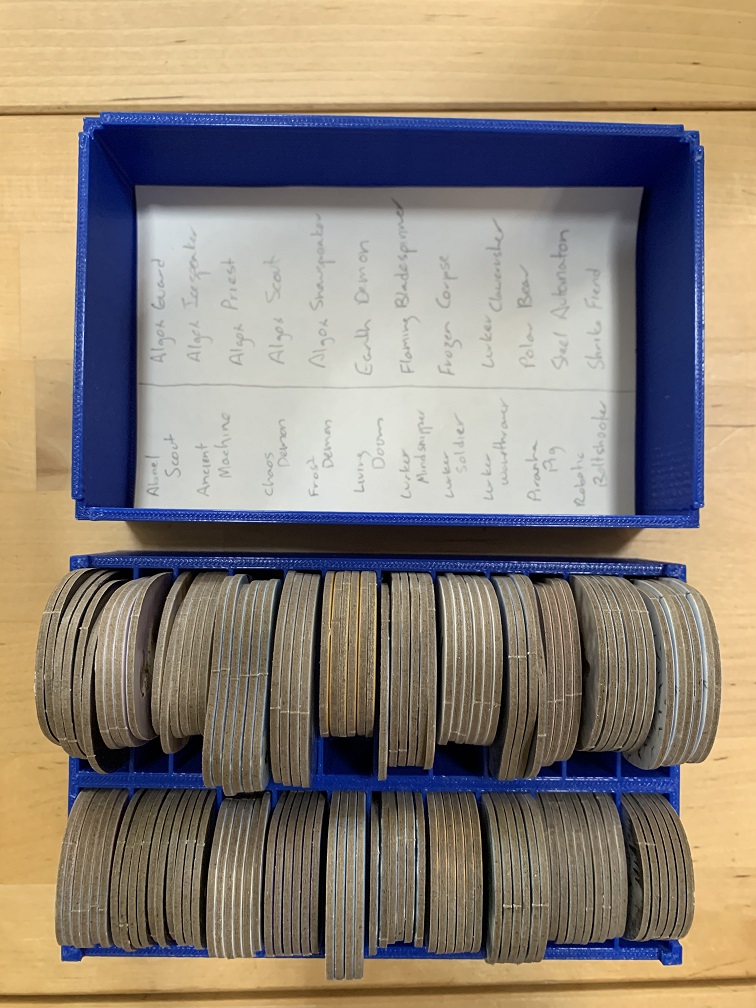 Abael
Scout
Ancient
Machine
Chaos
Demon
Frost
Demon
Living
Doom
Lurker
Mindsnipper
Lurker
Soldier
Lurker
Wavethrower
Piranha
Pig
Robotic
Boltshooter
Algox Guard
Algox Icespeaker
Algox Priest
Algox Scout
Algox Snowspeaker
Earth Demon
Flaming Bladespinner
Frozen Corpse
Lurker
Clawcrusher
Polar Bear
Steel Automaton
Shrike Fiend